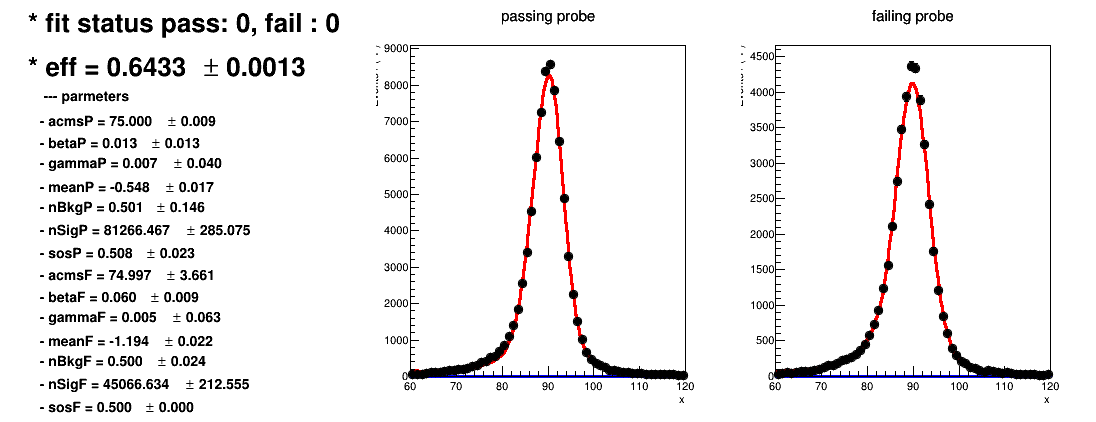 * fit status pass: 0, fail : 0
* eff = 0.6433 ± 0.0013
--- parmeters
- acmsP = 75.000 ± 0.009
- betaP = 0.013 ± 0.013
- gammaP = 0.007 ± 0.040
- meanP = -0.548 ± 0.017
- nBkgP = 0.501 ± 0.146
- nSigP = 81266.467 ± 285.075
- sosP = 0.508 ± 0.023
- acmsF = 74.997 ± 3.661
- betaF = 0.060 ± 0.009
- gammaF = 0.005 ± 0.063
- meanF = -1.194 ± 0.022
- nBkgF = 0.500 ± 0.024
- nSigF = 45066.634 ± 212.555
- sosF = 0.500 ± 0.000
passing probe
9000
8000
7000
6000
5000
4000
3000
2000
1000
0
60 70 80 90 100 110 120
x
failing probe
4500
4000
3500
3000
2500
2000
1500
1000
500
0
60 70 80 90 100 110 120
x